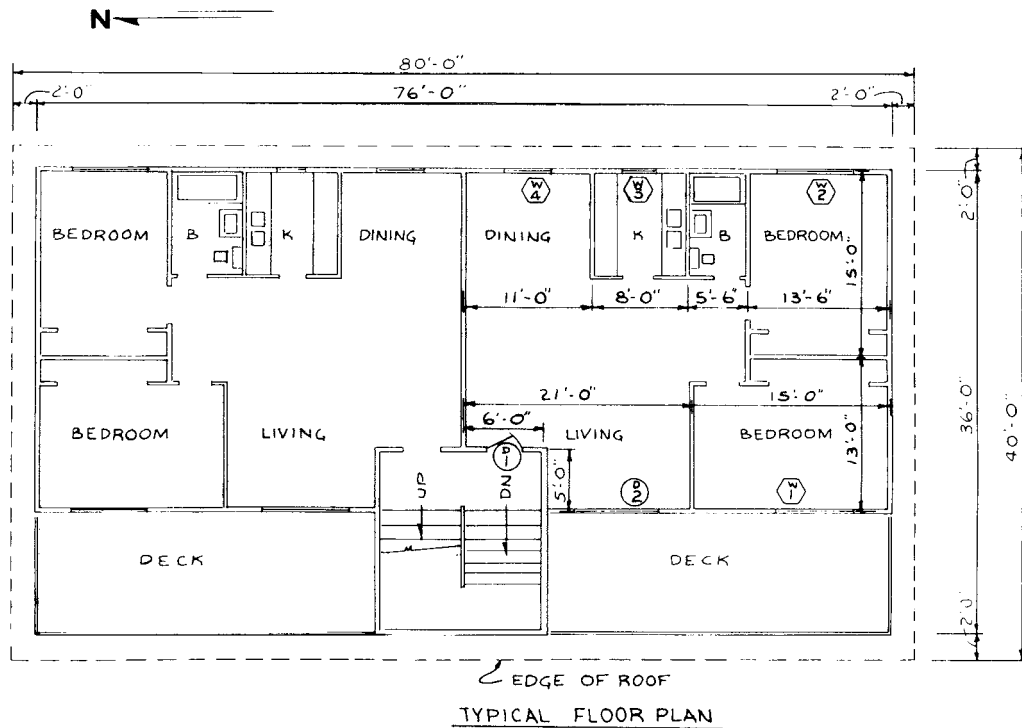 N
80'-0"
2'-0" 76'-0" 2'-0"
2'-0"
W4 W3 W2
BEDROOM B K DINING DINING K B BEDROOM
15'-0"
11'-0" 8'-0" 5'-6" 13'-6"
21'-0" 15'-0"
6'-0"
BEDROOM LIVING LIVING BEDROOM
D1
13'-0"
36'-0"
40'-0"
UP DN 5'-0" D2 W1
DECK DECK
2'-0"
EDGE OF ROOF
TYPICAL FLOOR PLAN